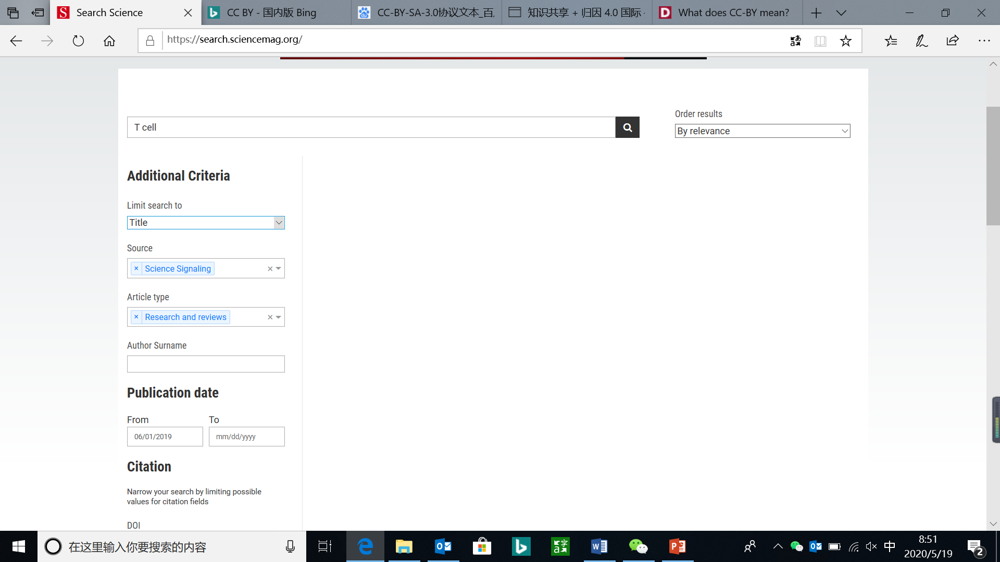 Search Science
CC BY - 国内版 Bing
CC-BY-SA-3.0协议文本_百
知识共享 + 归因 4.0 国际 -
What does CC-BY mean?
https://search.sciencemag.org/
T cell
Order results
By relevance
Additional Criteria
Limit search to
Title
Source
× Science Signaling
Article type
× Research and reviews
Author Surname
Publication date
From To
06/01/2019 mm/dd/yyyy
Citation
Narrow your search by limiting possible
values for citation fields
DOI
在这里输入你要搜索的内容
中
8:51
2020/5/19
2